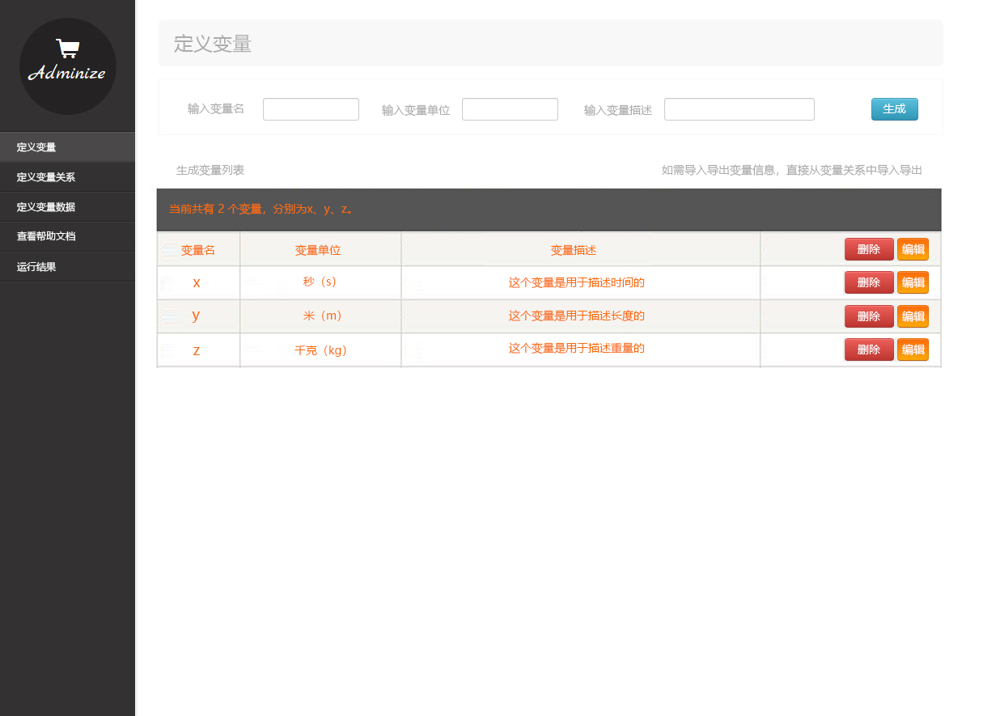 Adminize
定义变量
定义变量关系
定义变量数据
查看帮助文档
运行结果
定义变量
输入变量名 输入变量单位 输入变量描述 生成
生成变量列表 如需导入导出变量信息，直接从变量关系中导入导出
当前共有 2 个变量，分别为x、y、z。
变量名 变量单位 变量描述 删除 编辑
x 秒（s） 这个变量是用于描述时间的 删除 编辑
y 米（m） 这个变量是用于描述长度的 删除 编辑
z 千克（kg） 这个变量是用于描述重量的 删除 编辑